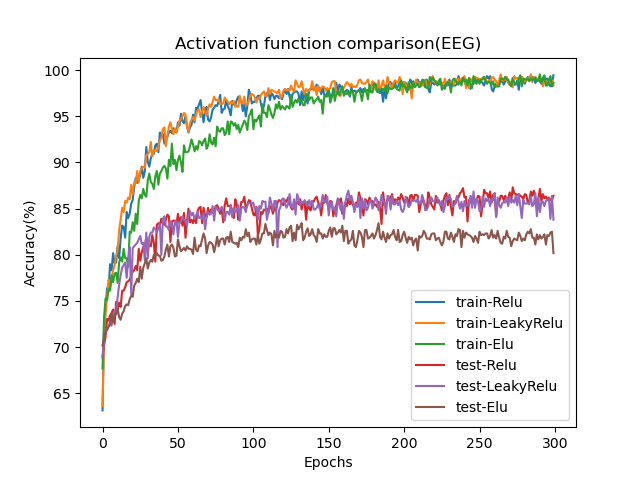 Activation function comparison(EEG)
Accuracy(%)
100
95
90
85
80
75
70
65
train-Relu
train-LeakyRelu
train-Elu
test-Relu
test-LeakyRelu
test-Elu
0 50 100 150 200 250 300
Epochs